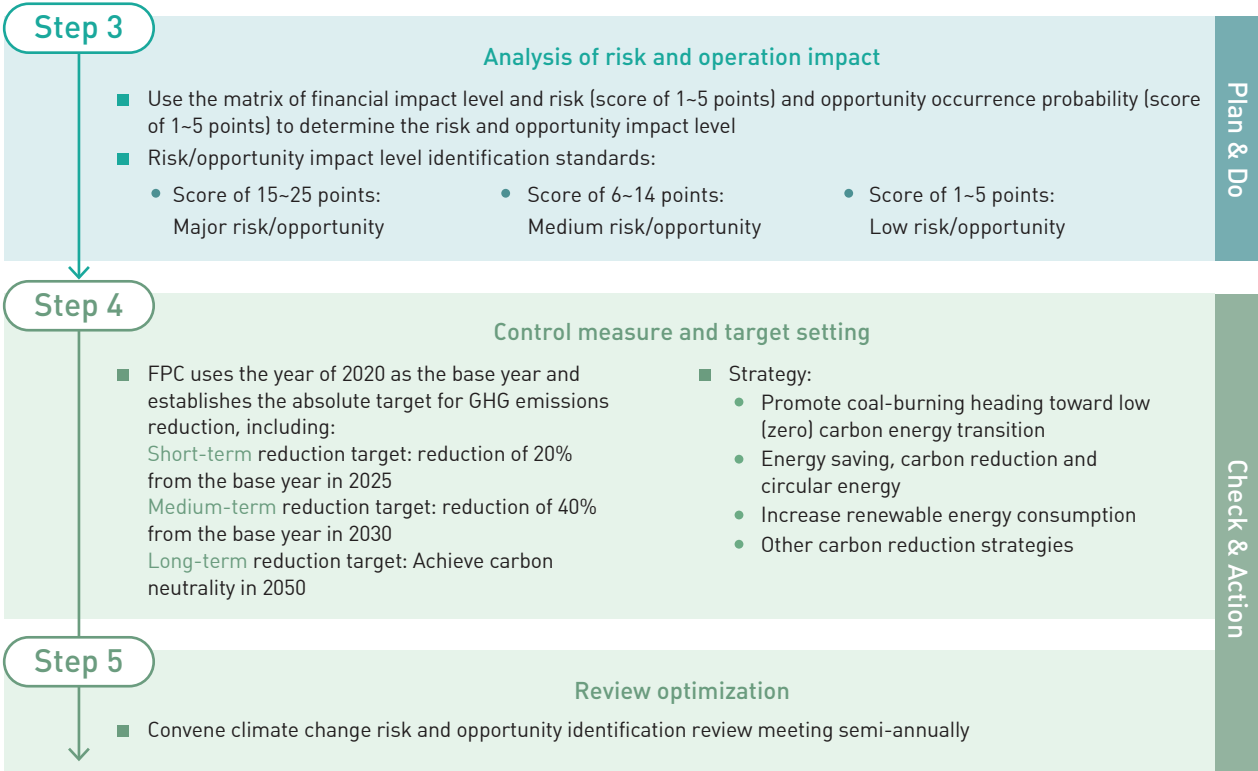 Step 3
Analysis of risk and operation impact
Use the matrix of financial impact level and risk (score of 1~5 points) and opportunity occurrence probability (score
of 1~5 points) to determine the risk and opportunity impact level
Risk/opportunity impact level identification standards:
Score of 15~25 points:
Major risk/opportunity
Score of 6~14 points:
Medium risk/opportunity
Score of 1~5 points:
Low risk/opportunity
Plan & Do
Step 4
Control measure and target setting
FPC uses the year of 2020 as the base year and
establishes the absolute target for GHG emissions
reduction, including:
Short-term reduction target: reduction of 20%
from the base year in 2025
Medium-term reduction target: reduction of 40%
from the base year in 2030
Long-term reduction target: Achieve carbon
neutrality in 2050
Strategy:
Promote coal-burning heading toward low
(zero) carbon energy transition
Energy saving, carbon reduction and
circular energy
Increase renewable energy consumption
Other carbon reduction strategies
Check & Action
Step 5
Review optimization
Convene climate change risk and opportunity identification review meeting semi-annually